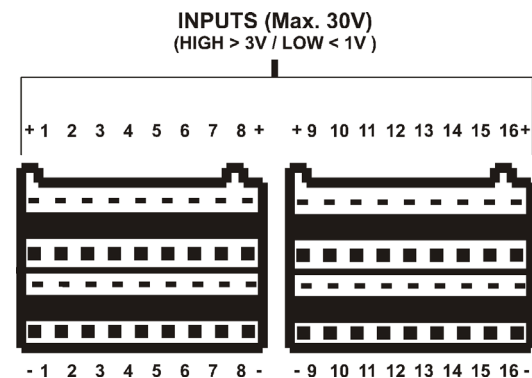 INPUTS (Max. 30V)
(HIGH > 3V / LOW < 1V )
+ 1 2 3 4 5 6 7 8 + + 9 10 11 12 13 14 15 16 +
- 1 2 3 4 5 6 7 8 - - 9 10 11 12 13 14 15 16 -